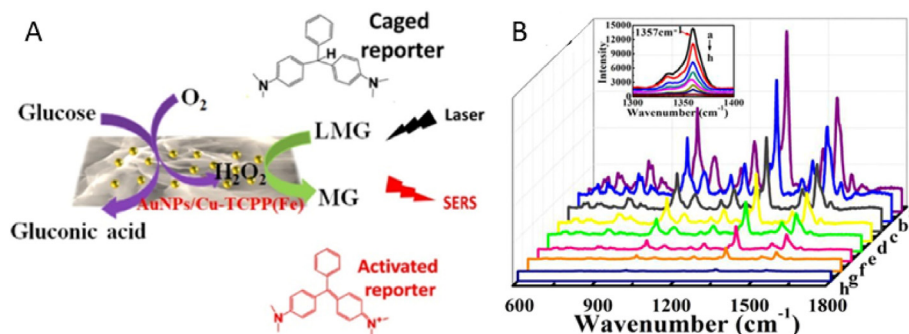 A
Caged
reporter
H
N
N
Glucose
O2
LMG
Laser
H2O2
AuNPs/Cu-TCPP(Fe)
MG
SERS
Gluconic acid
Activated
reporter
N
N+
B
15000
12000
9000
6000
3000
0
Intensity
1357cm-1
a
h
1300
1350
1400
Wavenumber (cm-1)
b
c
d
e
f
g
h
600
900
1200
1500
1800
Wavenumber (cm-1)